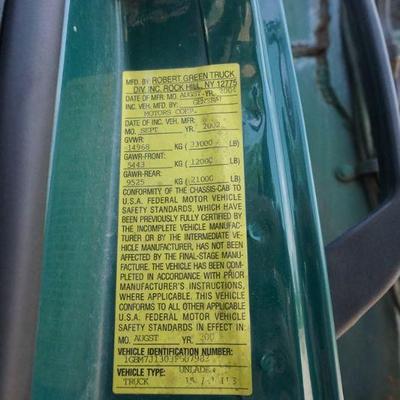 MFD. BY ROBERT GREEN TRUCK
DIV. INC. ROCK HILL, NY 12775
DATE OF MFR. MO. AUGST YR. 2004
INC. VEH. MFD. BY GENERAL
MOTORS CORP.
DATE OF INC. VEH. MFR.
MO. SEPT YR. 2002
GVWR:
14968 KG ( 33000 LB)
GAWR-FRONT:
5443 KG ( 12000 LB)
GAWR-REAR:
9525 KG ( 21000 LB)
CONFORMITY OF THE CHASSIS-CAB TO
U.S.A. FEDERAL MOTOR VEHICLE
SAFETY STANDARDS, WHICH HAVE
BEEN PREVIOUSLY FULLY CERTIFIED BY
THE INCOMPLETE VEHICLE MANUFAC-
TURER OR BY THE INTERMEDIATE VE-
HICLE MANUFACTURER, HAS NOT BEEN
AFFECTED BY THE FINAL-STAGE MANU-
FACTURE. THE VEHICLE HAS BEEN COM-
PLETED IN ACCORDANCE WITH PRIOR
MANUFACTURER'S INSTRUCTIONS,
WHERE APPLICABLE. THIS VEHICLE
CONFORMS TO ALL OTHER APPLICABLE
U.S.A. FEDERAL MOTOR VEHICLE
SAFETY STANDARDS IN EFFECT IN:
MO. AUGST YR.
VEHICLE IDENTIFICATION NUMBER:
VEHICLE TYPE:
TRUCK